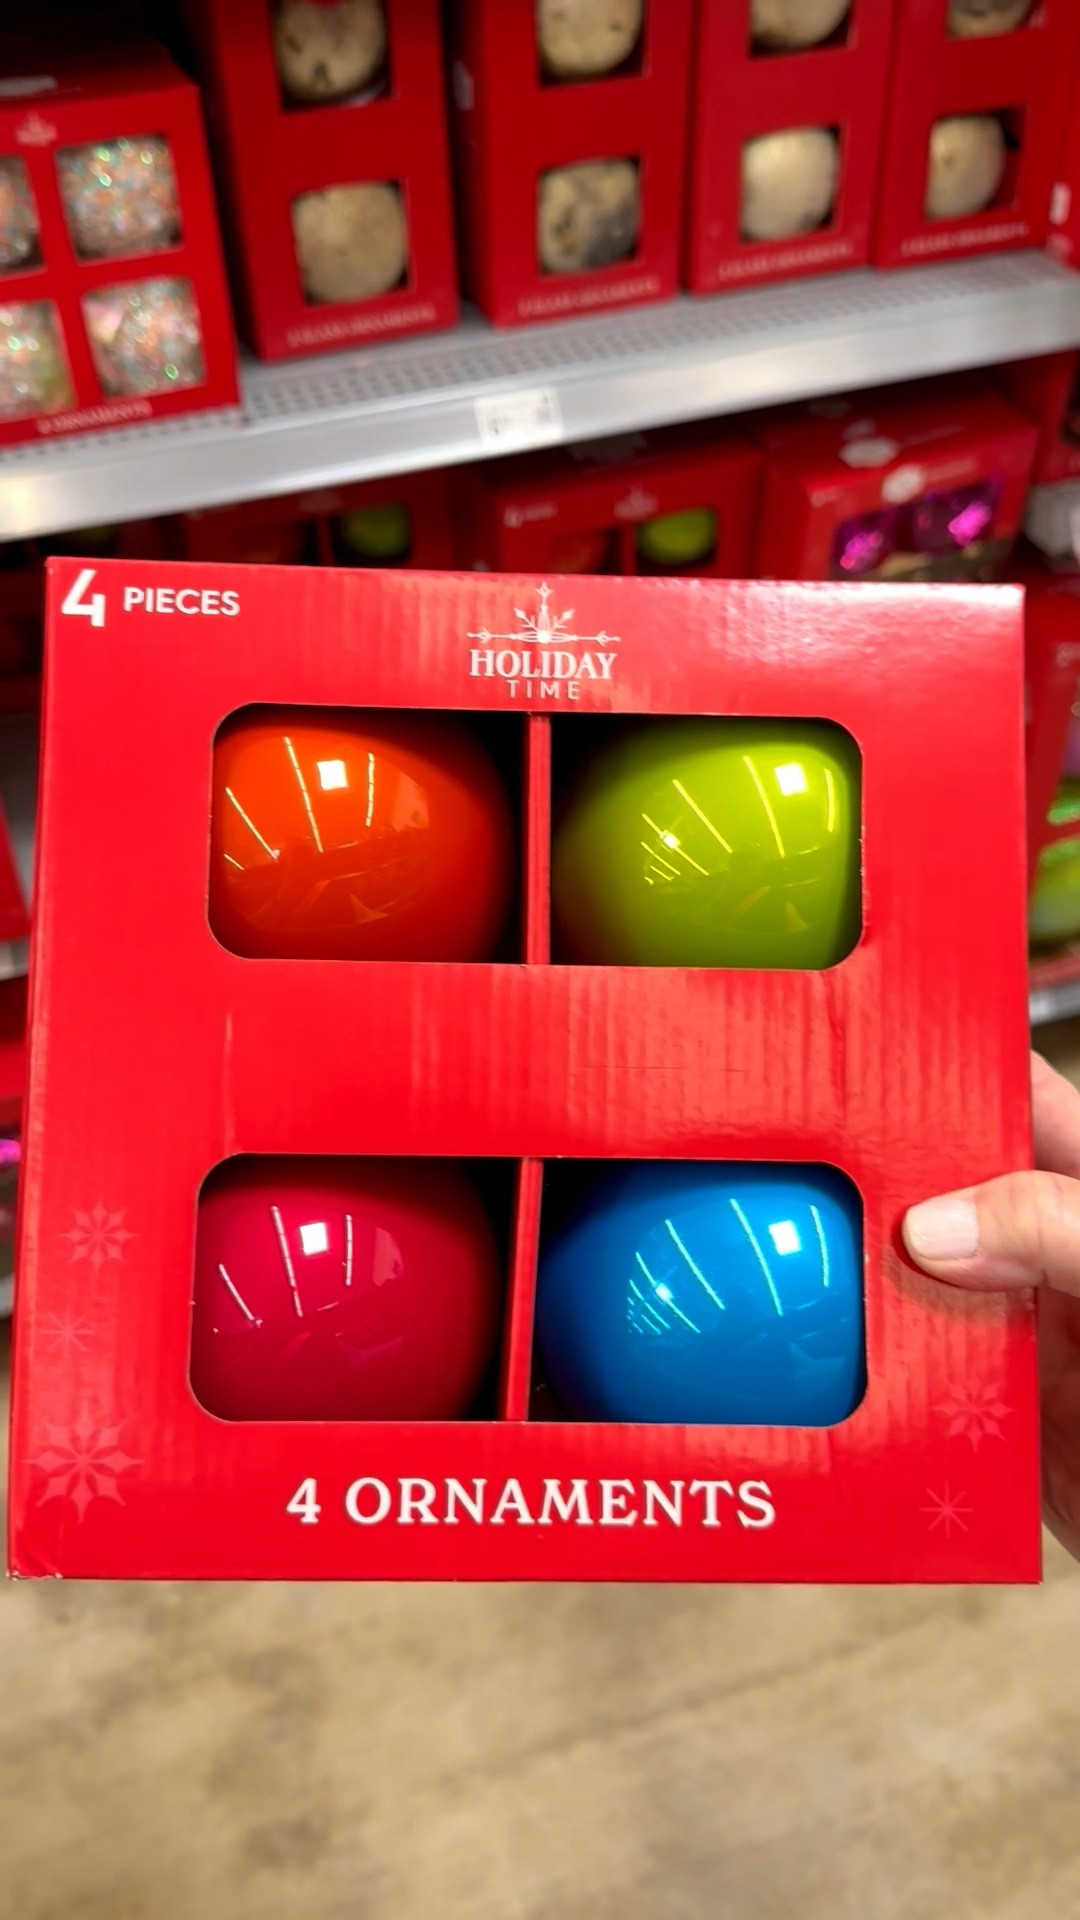 4 PIECES
HOLIDAY
TIME
4 ORNAMENTS